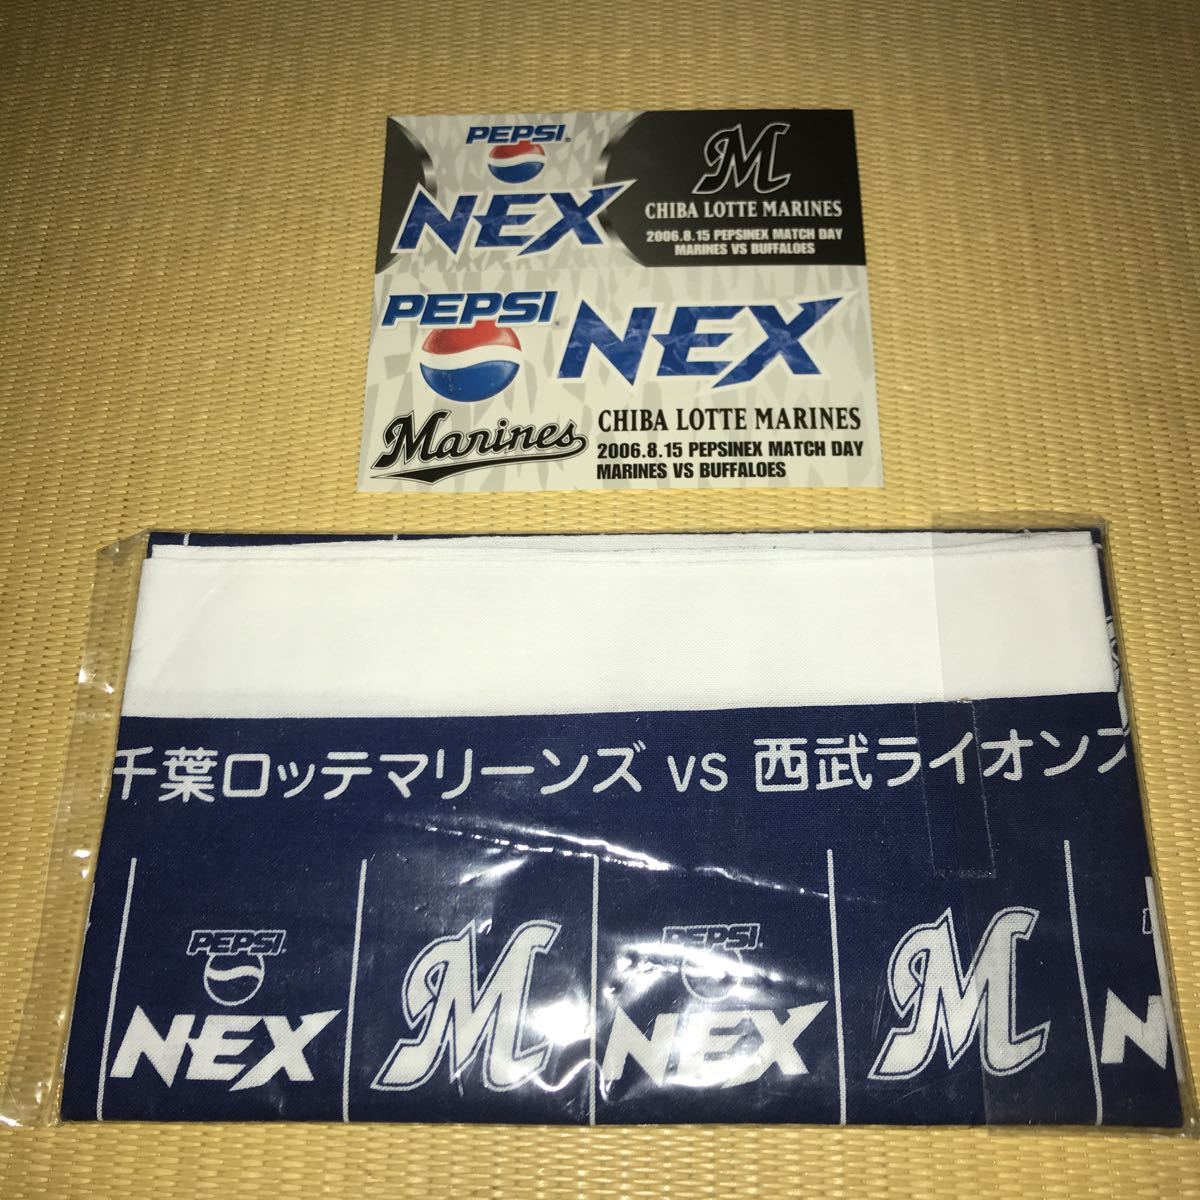 PEPSI
NEX
M
CHIBA LOTTE MARINES
2006.8.15 PEPSINEX MATCH DAY
MARINES VS BUFFALOES
PEPSI NEX
Marines
CHIBA LOTTE MARINES
2006.8.15 PEPSINEX MATCH DAY
MARINES VS BUFFALOES
千葉ロッテマリーンズ VS 西武ライオンズ
PEPSI PEPSI
NEX M NEX M N